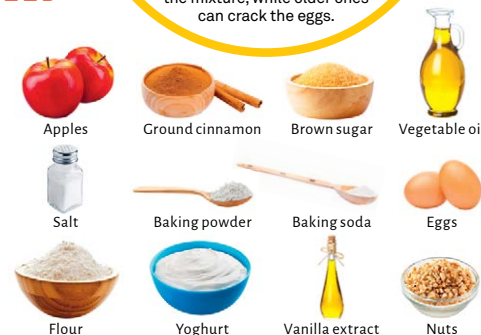 the mixture, while older ones
can crack the eggs.
Apples
Ground cinnamon
Brown sugar
Vegetable oi
Salt
Baking powder
Baking soda
Eggs
Flour
Yoghurt
Vanilla extract
Nuts